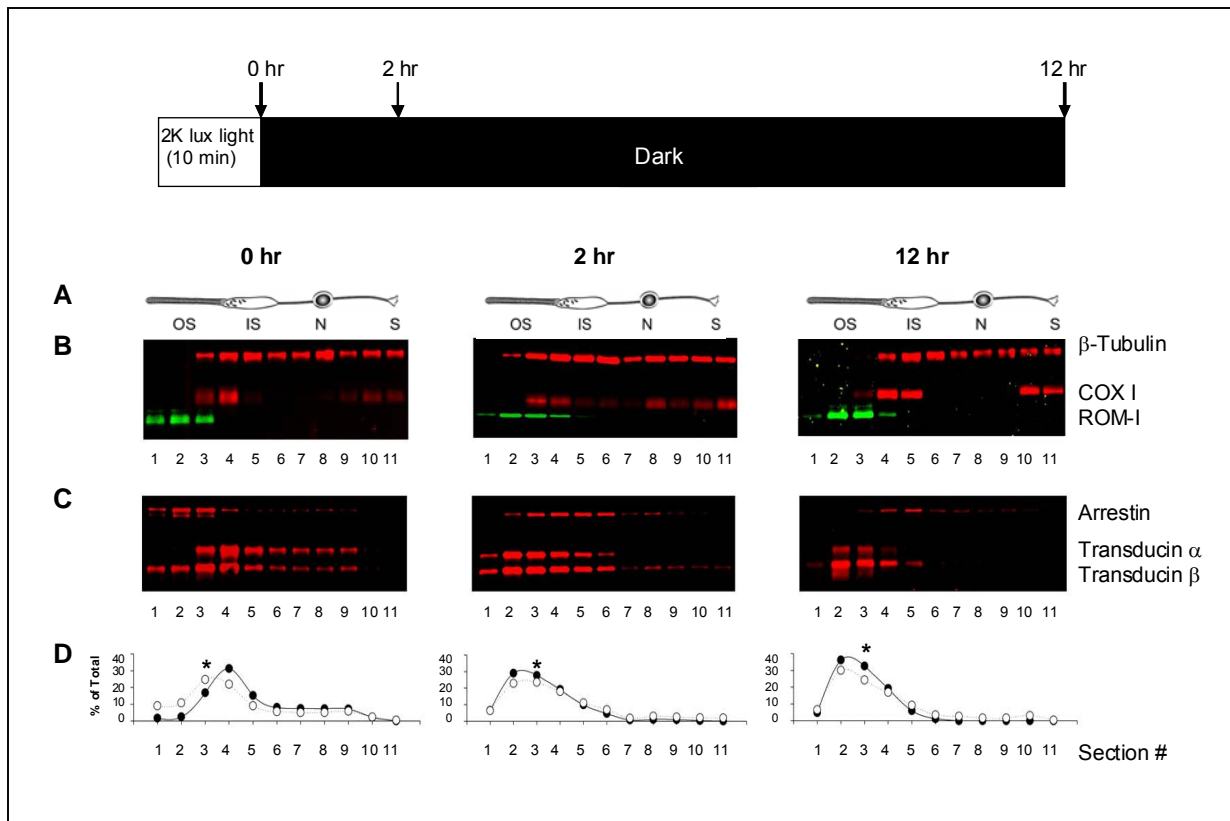 0 hr 2 hr 12 hr
2K lux light
(10 min)
Dark
0 hr 2 hr 12 hr
A
OS IS N S OS IS N S OS IS N S
B
β-Tubulin
COX I
ROM-I
1 2 3 4 5 6 7 8 9 10 11 1 2 3 4 5 6 7 8 9 10 11 1 2 3 4 5 6 7 8 9 10 11
C
Arrestin
Transducin α
Transducin β
1 2 3 4 5 6 7 8 9 10 11 1 2 3 4 5 6 7 8 9 10 11 1 2 3 4 5 6 7 8 9 10 11
D
% of Total
40 40 40
30 30 30
20 20 20
10 10 10
0 0 0
* * *
1 2 3 4 5 6 7 8 9 10 11 1 2 3 4 5 6 7 8 9 10 11 1 2 3 4 5 6 7 8 9 10 11
Section #